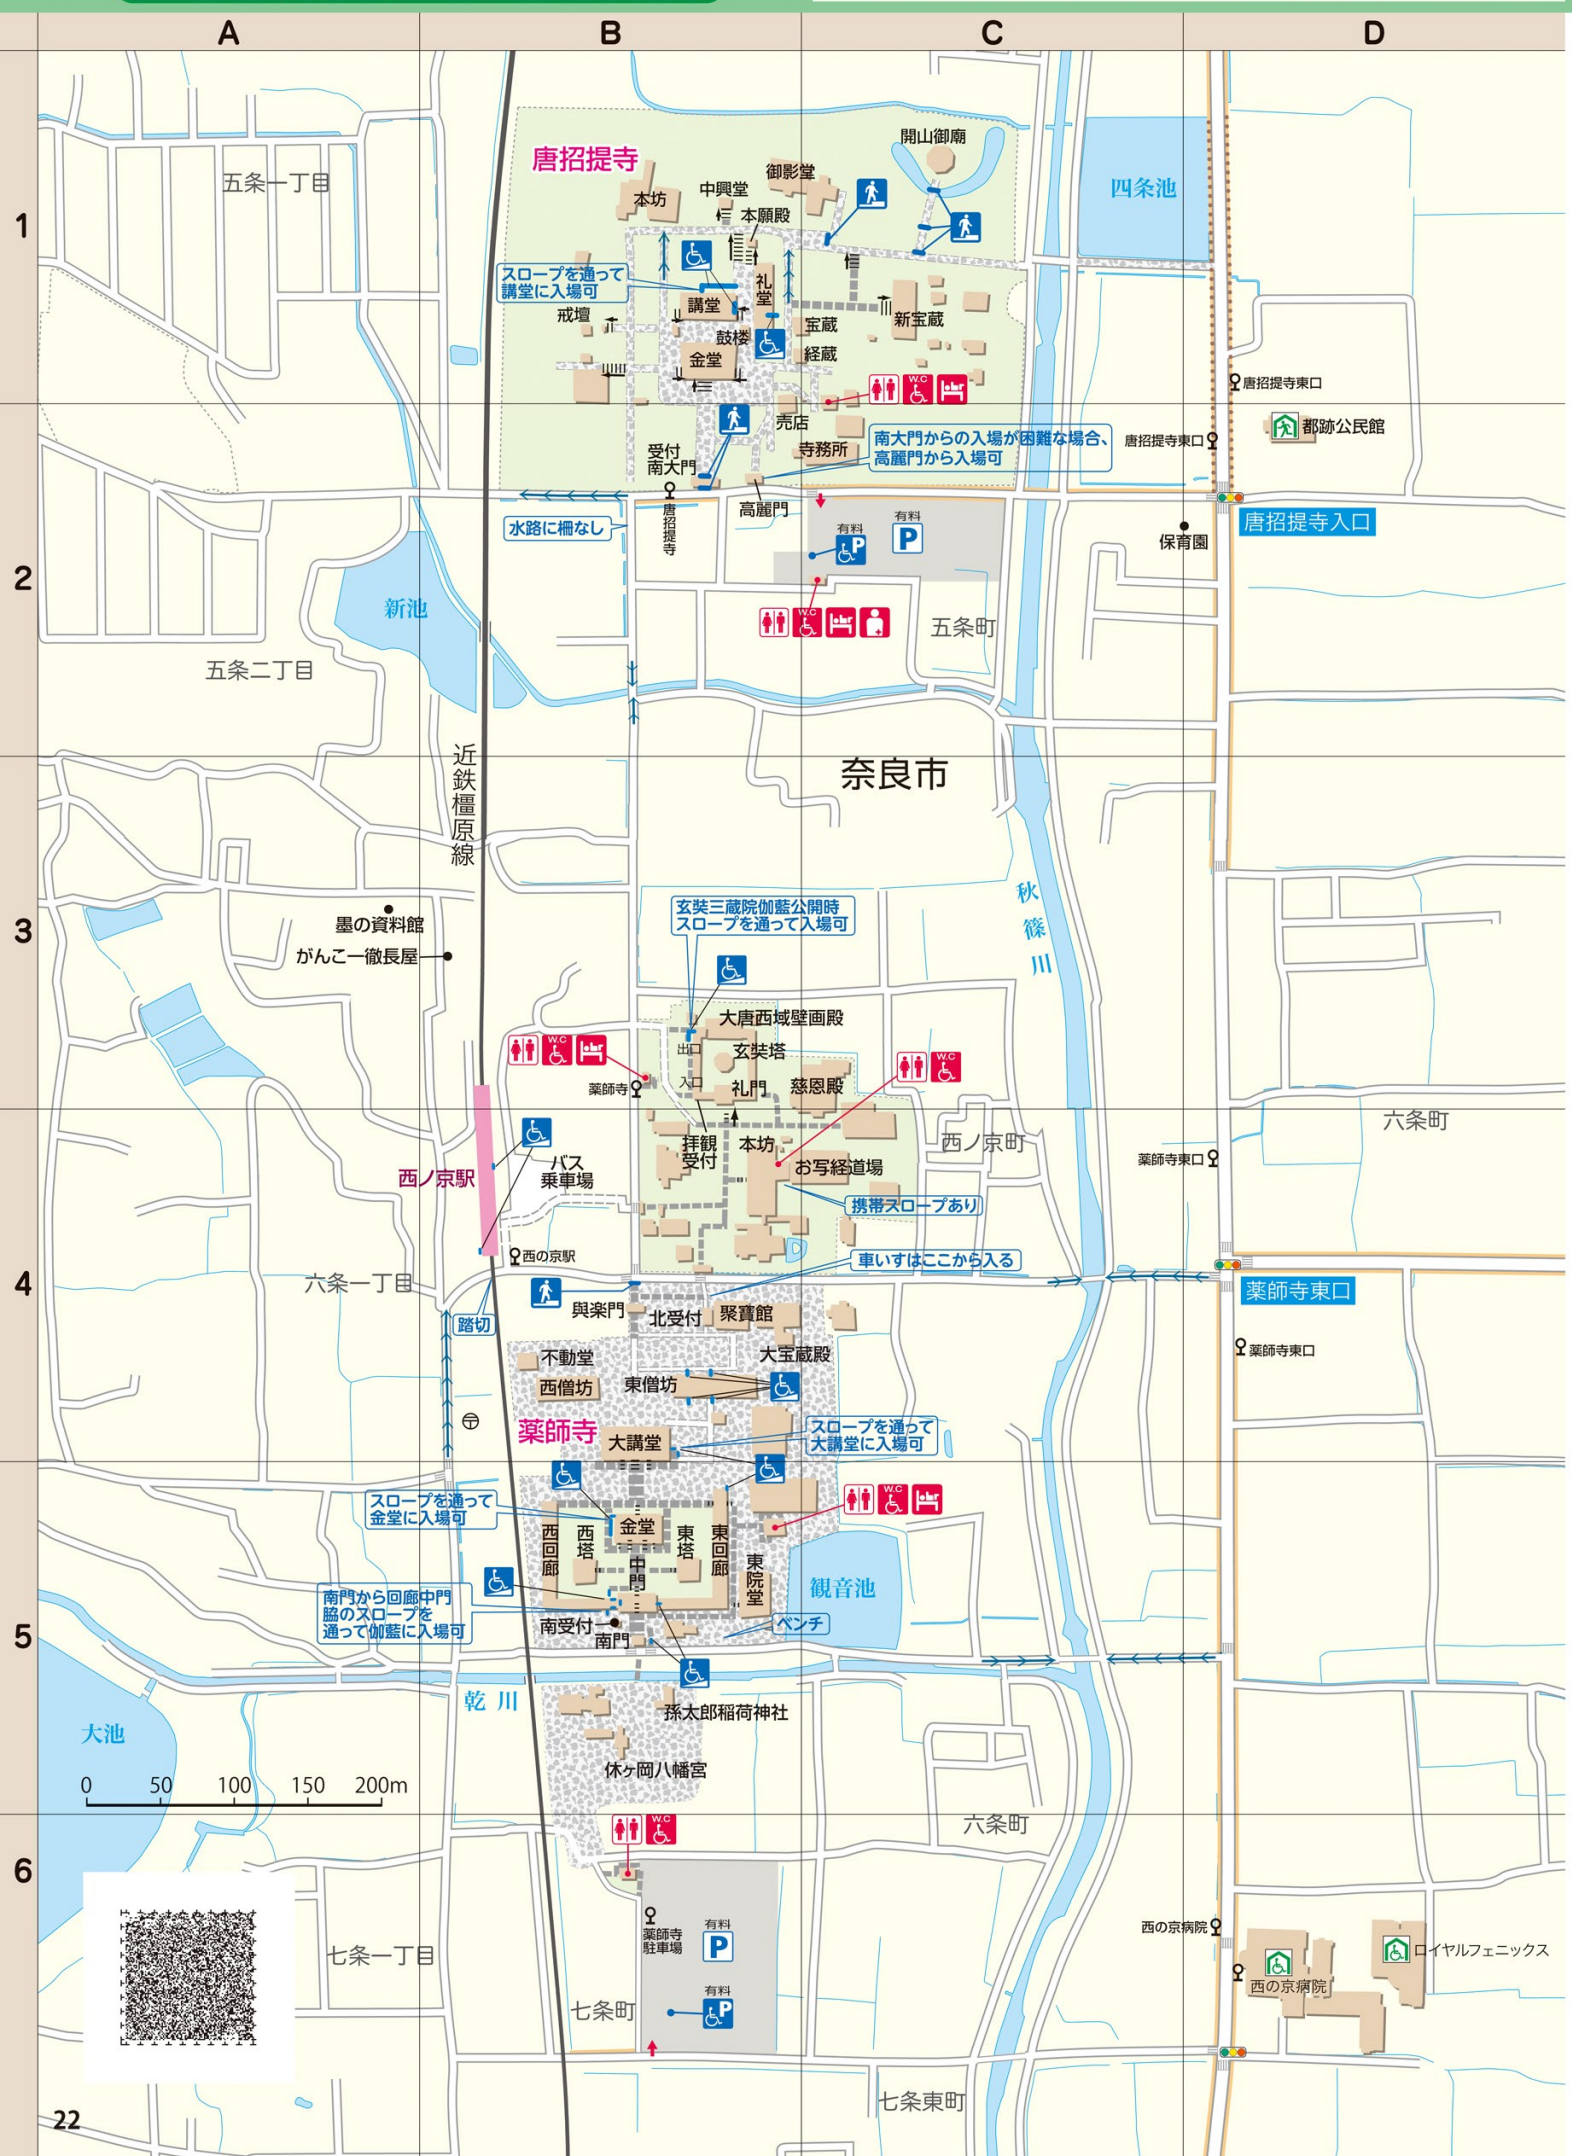 A
B
C
D
1
2
3
4
5
6
五条一丁目
唐招提寺
本坊
中興堂
御影堂
開山御廟
本願殿
四条池
スロープを通って
講堂に入場可
礼堂
講堂
戒壇
鼓楼
宝蔵
新宝蔵
金堂
経蔵
W.C
唐招提寺東口
売店
受付
南大門
寺務所
南大門からの入場が困難な場合、
高麗門から入場可
唐招提寺東口
都跡公民館
唐招提寺
高麗門
水路に柵なし
有料
P
有料
P
唐招提寺入口
保育園
新池
W.C
五条町
五条二丁目
近鉄橿原線
奈良市
墨の資料館
がんこ一徹長屋
玄奘三蔵院伽藍公開時
スロープを通って入場可
秋篠川
大唐西域壁画殿
W.C
出口
玄奘塔
W.C
薬師寺
入口
礼門
慈恩殿
六条町
拝観
受付
本坊
西ノ京町
薬師寺東口
西ノ京駅
バス
乗車場
お写経道場
携帯スロープあり
西の京駅
車いすはここから入る
六条一丁目
薬師寺東口
與楽門
北受付
聚寳館
踏切
不動堂
大宝蔵殿
薬師寺東口
西僧坊
東僧坊
薬師寺
大講堂
スロープを通って
大講堂に入場可
スロープを通って
金堂に入場可
W.C
西回廊
西塔
金堂
東塔
東回廊
中門
東院堂
観音池
南門から回廊中門
脇のスロープを
通って伽藍に入場可
南受付
南門
ベンチ
乾川
孫太郎稲荷神社
大池
休ヶ岡八幡宮
0 50 100 150 200m
W.C
六条町
薬師寺
駐車場
有料
P
西の京病院
ロイヤルフェニックス
七条一丁目
西の京病院
有料
P
七条町
七条東町
22